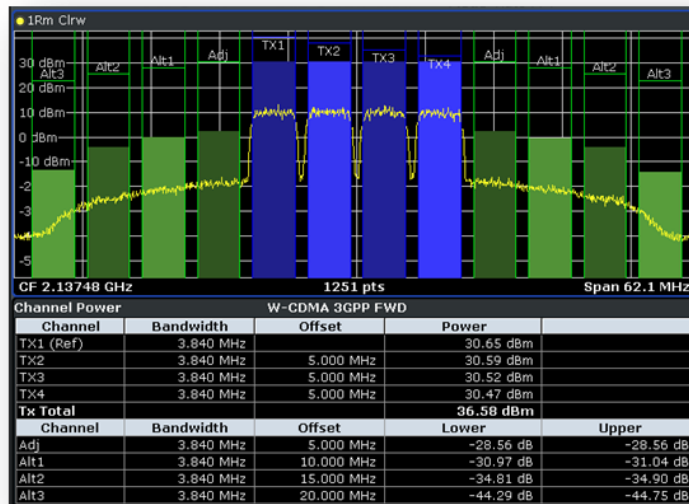 1Rm Clrw
TX1
TX2
TX3
TX4
30 dBm
Alt3
Alt2
Alt1
Adj
Adj
Alt1
Alt2
Alt3
20 dBm
10 dBm
0 dBm
-10 dBm
-2
-3
-4
-5
CF 2.13748 GHz 1251 pts Span 62.1 MHz
Channel Power W-CDMA 3GPP FWD
Channel Bandwidth Offset Power
TX1 (Ref) 3.840 MHz 30.65 dBm
TX2 3.840 MHz 5.000 MHz 30.59 dBm
TX3 3.840 MHz 5.000 MHz 30.52 dBm
TX4 3.840 MHz 5.000 MHz 30.47 dBm
Tx Total 36.58 dBm
Channel Bandwidth Offset Lower Upper
Adj 3.840 MHz 5.000 MHz -28.56 dB -28.56 dB
Alt1 3.840 MHz 10.000 MHz -30.97 dB -31.04 dB
Alt2 3.840 MHz 15.000 MHz -34.81 dB -34.90 dB
Alt3 3.840 MHz 20.000 MHz -44.29 dB -44.75 dB